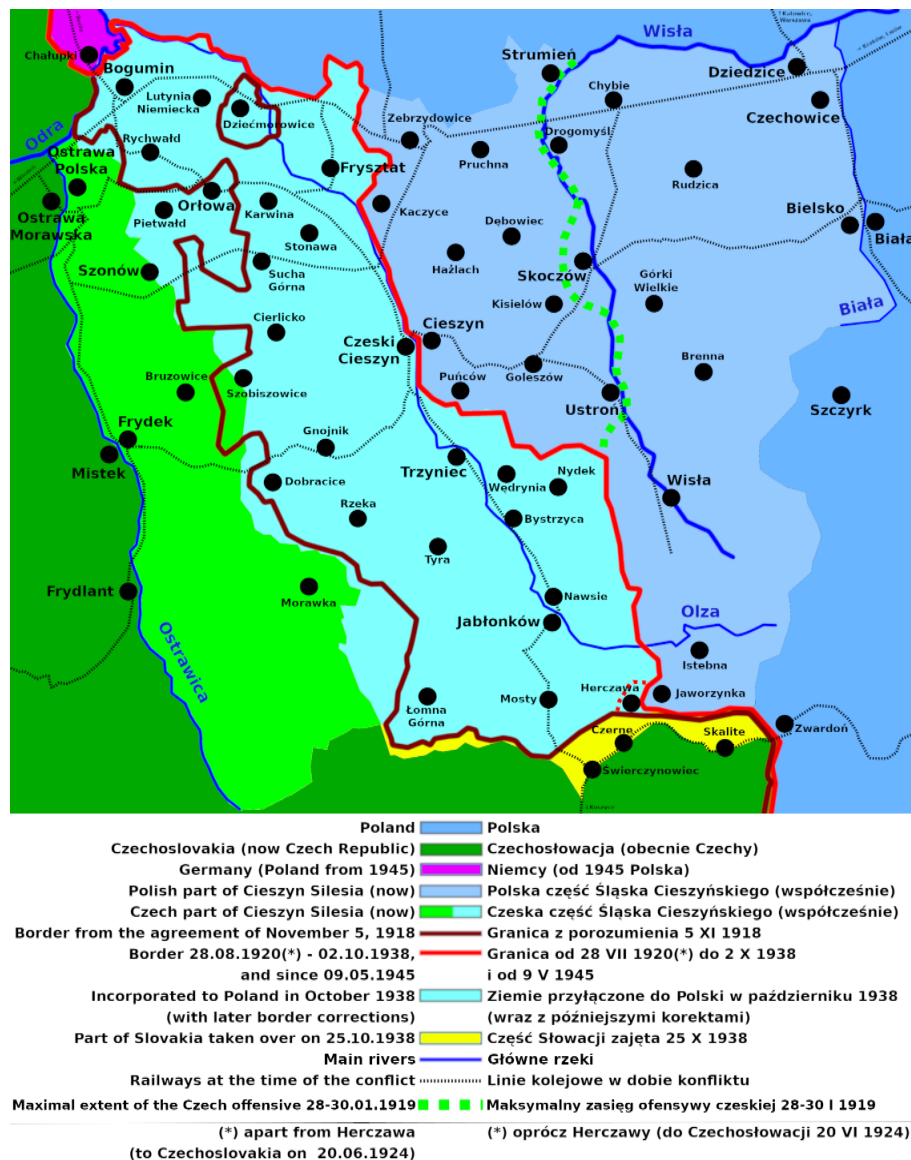 Katowice,
Warszawa
Wisła
→ Kraków, Lwów
Chałupki
Strumień
Dziedzice
Bogumin
Chybie
Lutynia
Niemiecka
Czechowice
Dziećmorowice
Zebrzydowice
Drogomyśl
Odra
Rychwałd
Ostrawa
Polska
Pruchna
Frysztat
Rudzica
Orłowa
Karwina
Kaczyce
Ostrawa
Morawska
Pietwałd
Dębowiec
Bielsko
Biała
Stonawa
Hażlach
Szonów
Sucha
Górna
Skoczów
Górki
Wielkie
Kisielów
Biała
Cierlicko
Cieszyn
Czeski
Cieszyn
Brenna
Bruzowice
Szobiszowice
Puńców
Goleszów
Ustroń
Szczyrk
Frydek
Gnojnik
Mistek
Trzyniec
Nydek
Wędrynia
Dobracice
Wisła
Rzeka
Bystrzyca
Tyra
Frydlant
Morawka
Nawsie
Olza
Jabłonków
Ostrawica
Istebna
Herczawa
Jaworzynka
Łomna
Górna
Mosty
Zwardoń
Czerne
Skalite
Świerczynowiec
Koszyce
Poland Polska
Czechoslovakia (now Czech Republic) Czechosłowacja (obecnie Czechy)
Germany (Poland from 1945) Niemcy (od 1945 Polska)
Polish part of Cieszyn Silesia (now) Polska część Śląska Cieszyńskiego (współcześnie)
Czech part of Cieszyn Silesia (now) Czeska część Śląska Cieszyńskiego (współcześnie)
Border from the agreement of November 5, 1918 Granica z porozumienia 5 XI 1918
Border 28.08.1920(*) - 02.10.1938, Granica od 28 VII 1920(*) do 2 X 1938
and since 09.05.1945 i od 9 V 1945
Incorporated to Poland in October 1938 Ziemie przyłączone do Polski w październiku 1938
(with later border corrections) (wraz z późniejszymi korektami)
Part of Slovakia taken over on 25.10.1938 Część Słowacji zajęta 25 X 1938
Main rivers Główne rzeki
Railways at the time of the conflict Linie kolejowe w dobie konfliktu
Maximal extent of the Czech offensive 28-30.01.1919 Maksymalny zasięg ofensywy czeskiej 28-30 I 1919
(*) apart from Herczawa (*) oprócz Herczawy (do Czechosłowacji 20 VI 1924)
(to Czechoslovakia on 20.06.1924)